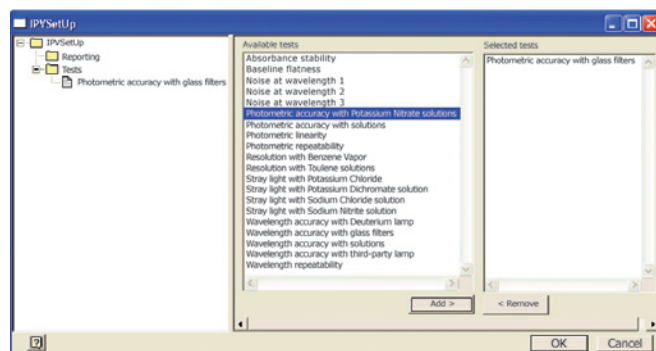 IPYSetUp
IPVSetUp
Reporting
Tests
Photometric accuracy with glass filters
Available tests
Absorbance stability
Baseline flatness
Noise at wavelength 1
Noise at wavelength 2
Noise at wavelength 3
Photometric accuracy with Potassium Nitrate solutions
Photometric accuracy with solutions
Photometric linearity
Photometric repeatability
Resolution with Benzene Vapor
Resolution with Toulene solutions
Stray light with Potassium Chloride
Stray light with Potassium Dichromate solution
Stray light with Sodium Chloride solution
Stray light with Sodium Nitrite solution
Wavelength accuracy with Deuterium lamp
Wavelength accuracy with glass filters
Wavelength accuracy with solutions
Wavelength accuracy with third-party lamp
Wavelength repeatability
Add >
Selected tests
Photometric accuracy with glass filters
< Remove
?
OK
Cancel